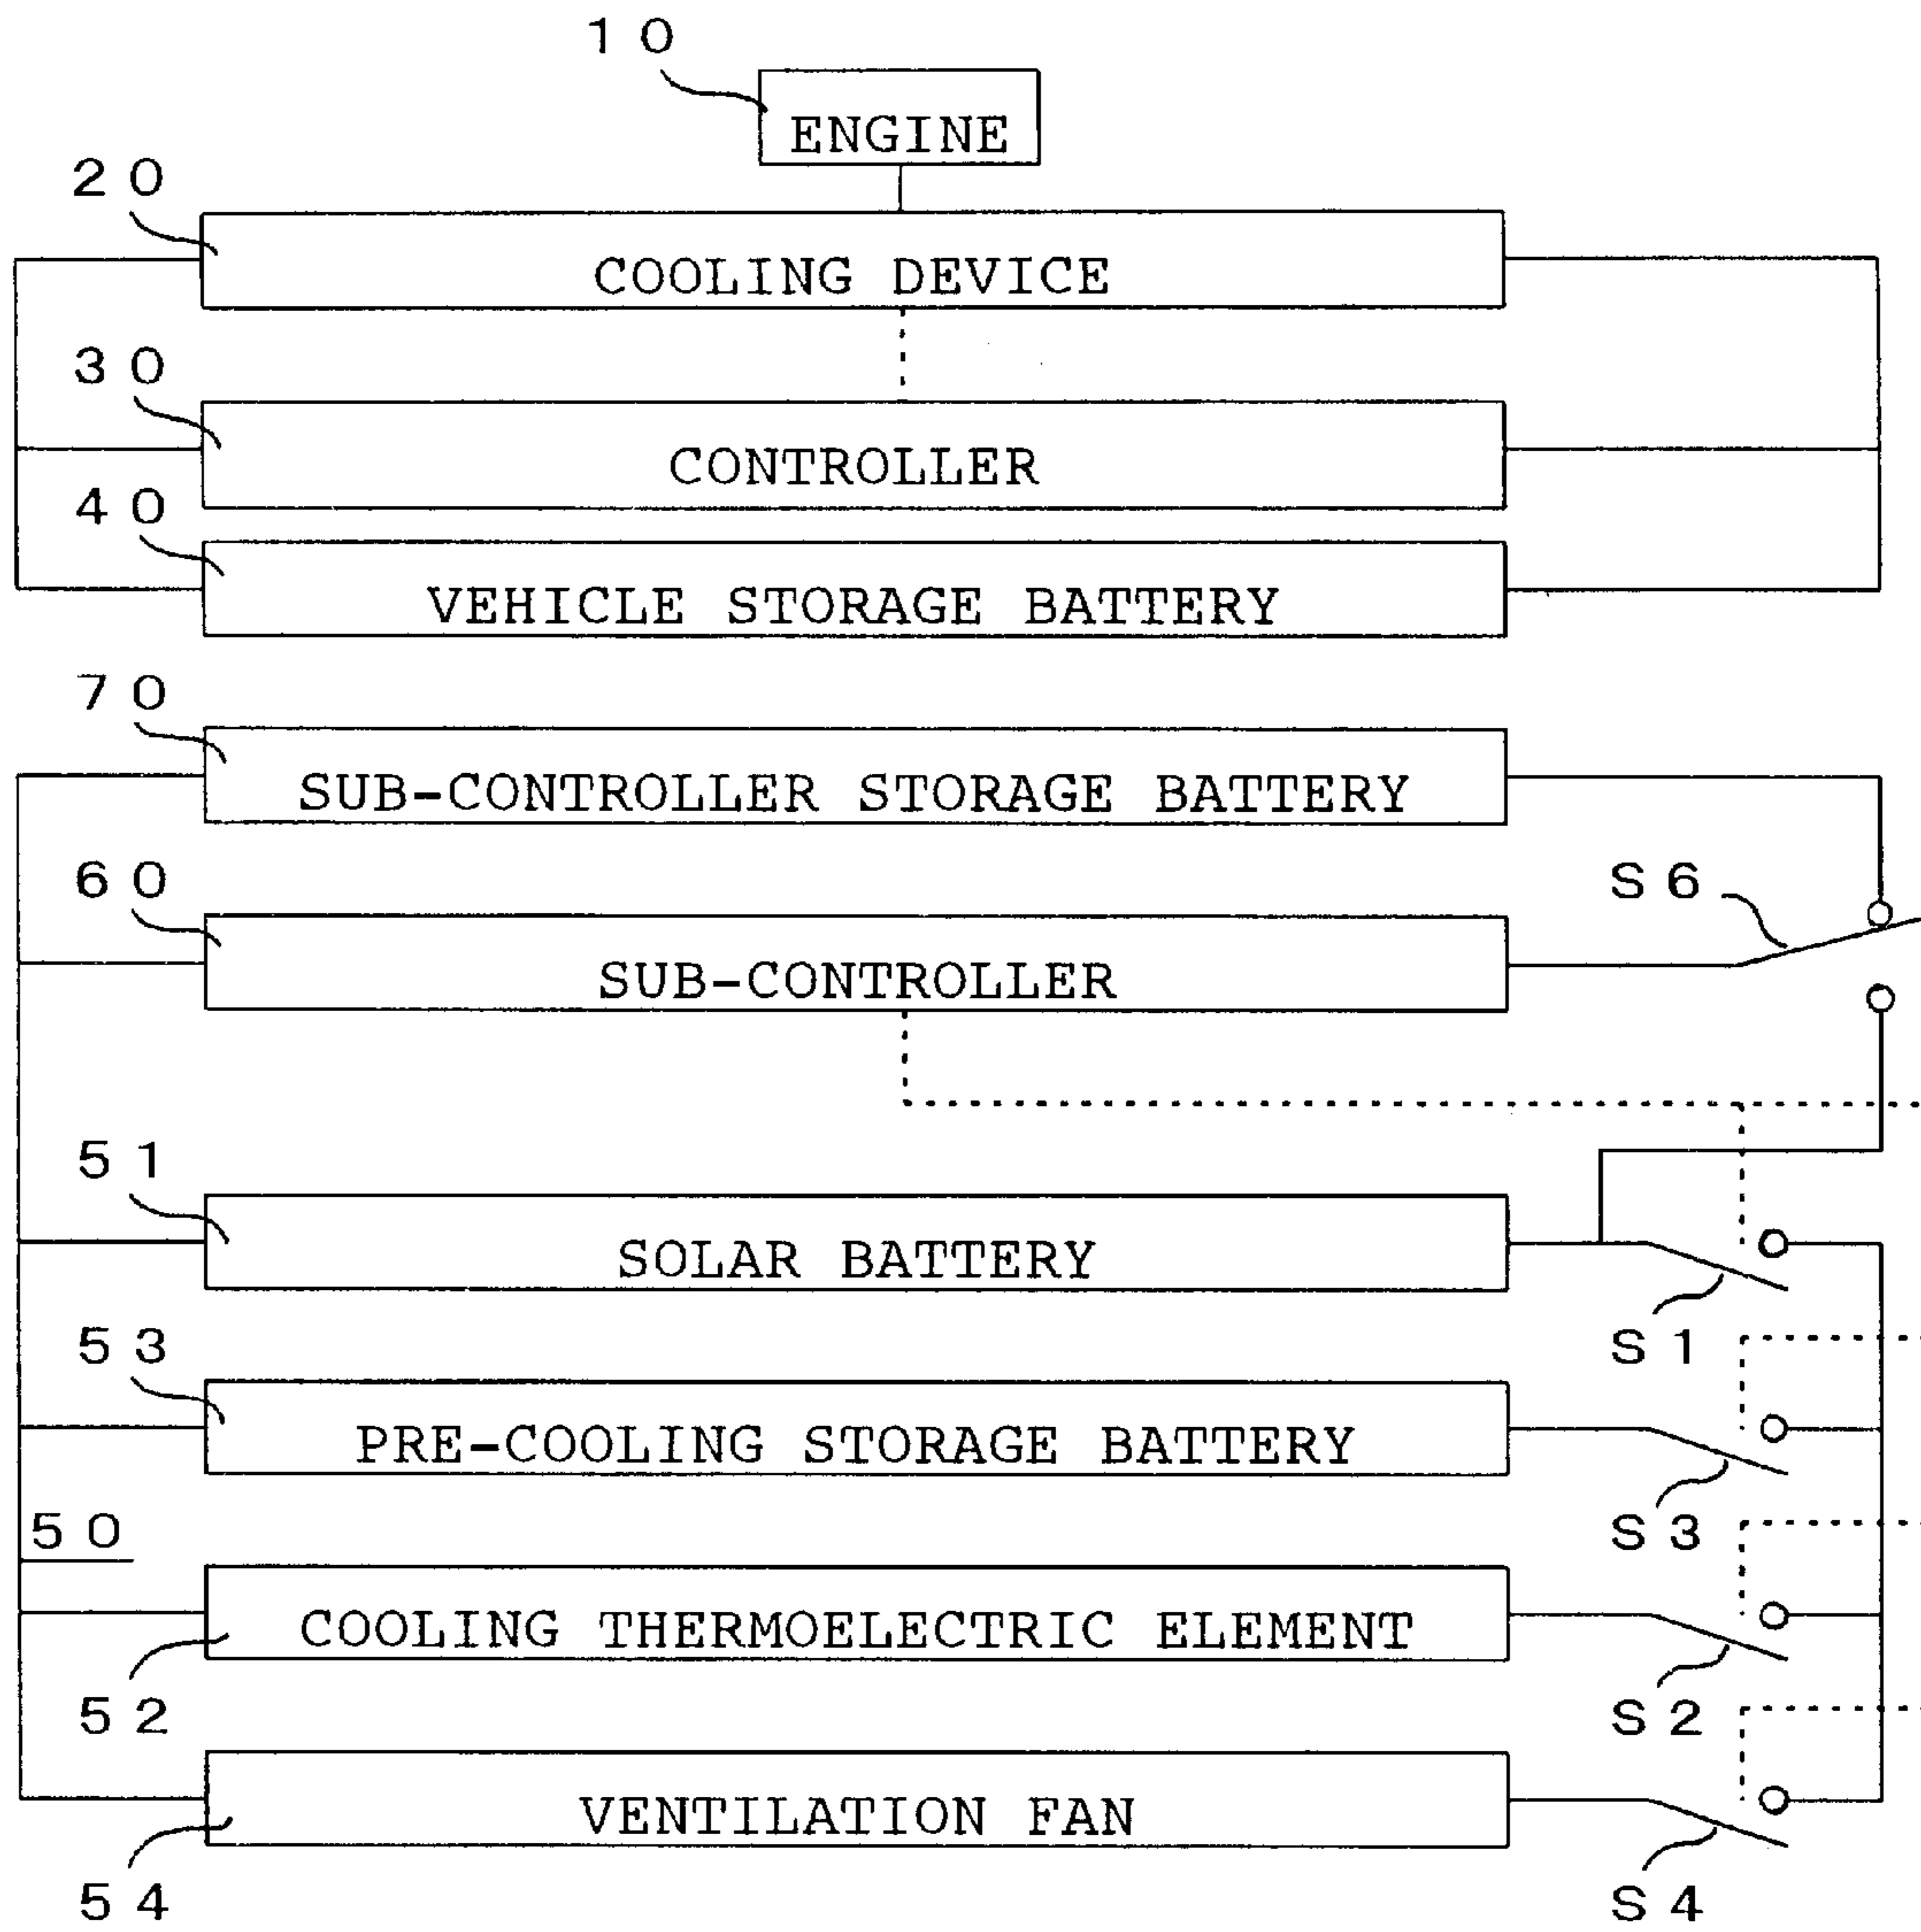 10
ENGINE
20
COOLING DEVICE
30
CONTROLLER
40
VEHICLE STORAGE BATTERY
70
SUB-CONTROLLER STORAGE BATTERY
60
S6
SUB-CONTROLLER
51
SOLAR BATTERY
S1
53
PRE-COOLING STORAGE BATTERY
50
S3
COOLING THERMOELECTRIC ELEMENT
52
S2
VENTILATION FAN
54
S4